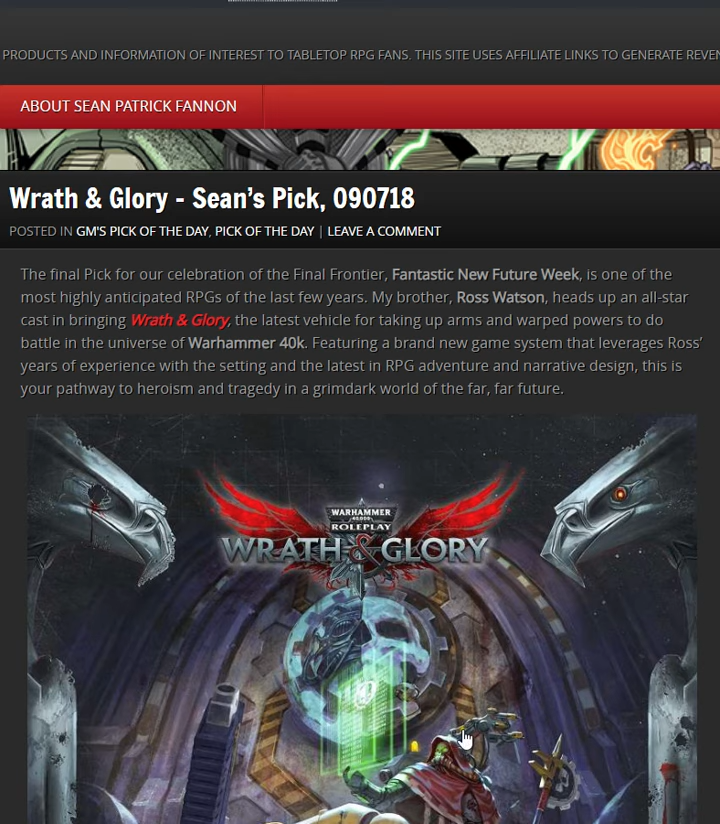 PRODUCTS AND INFORMATION OF INTEREST TO TABLETOP RPG FANS. THIS SITE USES AFFILIATE LINKS TO GENERATE
ABOUT SEAN PATRICK FANNON
Wrath & Glory - Sean's Pick, 090718
POSTED IN GM'S PICK OF THE DAY, PICK OF THE DAY | LEAVE A COMMENT
The final Pick for our celebration of the Final Frontier, Fantastic New Future Week, is one of the
most highly anticipated RPGs of the last few years. My brother, Ross Watson, heads up an all-star
cast in bringing Wrath & Glory, the latest vehicle for taking up arms and warped powers to do
battle in the universe of Warhammer 40k. Featuring a brand new game system that leverages Ross'
years of experience with the setting and the latest in RPG adventure and narrative design, this is
your pathway to heroism and tragedy in a grimdark world of the far, far future.
WARHAMMER
40,000
ROLEPLAY
WRATH & GLORY